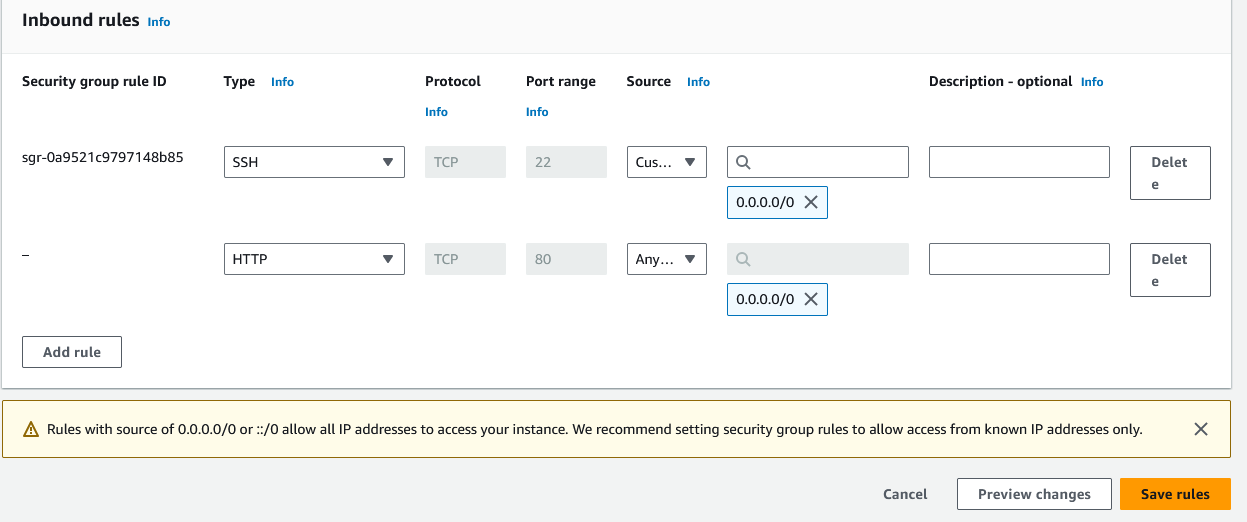 Inbound rules Info
Security group rule ID Type Info Protocol Info Port range Info Source Info Description - optional Info
sgr-0a9521c9797148b85 SSH TCP 22 Cus... Delete
0.0.0.0/0
– HTTP TCP 80 Any... Delete
0.0.0.0/0
Add rule
Rules with source of 0.0.0.0/0 or ::/0 allow all IP addresses to access your instance. We recommend setting security group rules to allow access from known IP addresses only.
Cancel Preview changes Save rules